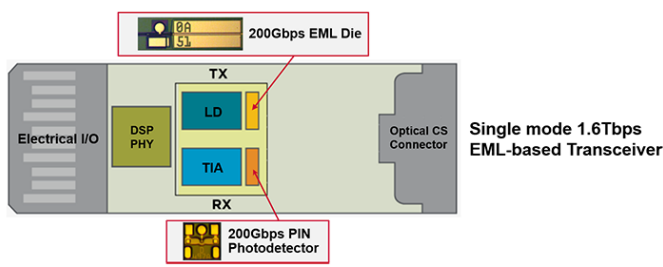 0A
51
200Gbps EML Die
TX
LD
DSP
PHY
Electrical I/O
TIA
RX
Optical CS
Connector
Single mode 1.6Tbps
EML-based Transceiver
200Gbps PIN
Photodetector